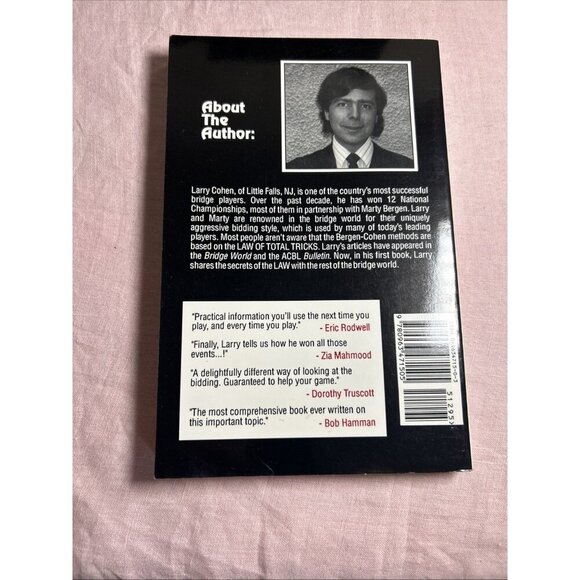 About
The
Author:
Larry Cohen, of Little Falls, NJ, is one of the country's most successful
bridge players. Over the past decade, he has won 12 National
Championships, most of them in partnership with Marty Bergen. Larry
and Marty are renowned in the bridge world for their uniquely
aggressive bidding style, which is used by many of today's leading
players. Most people aren't aware that the Bergen-Cohen methods are
based on the LAW OF TOTAL TRICKS. Larry's articles have appeared in
the Bridge World and the ACBL Bulletin. Now, in his first book, Larry
shares the secrets of the LAW with the rest of the bridge world.
"Practical information you'll use the next time you
play, and every time you play."
- Eric Rodwell
"Finally, Larry tells us how he won all those
events...!"
- Zia Mahmood
"A delightfully different way of looking at the
bidding. Guaranteed to help your game."
- Dorothy Truscott
"The most comprehensive book ever written on
this important topic."
- Bob Hamman
9 780963 471505
51295